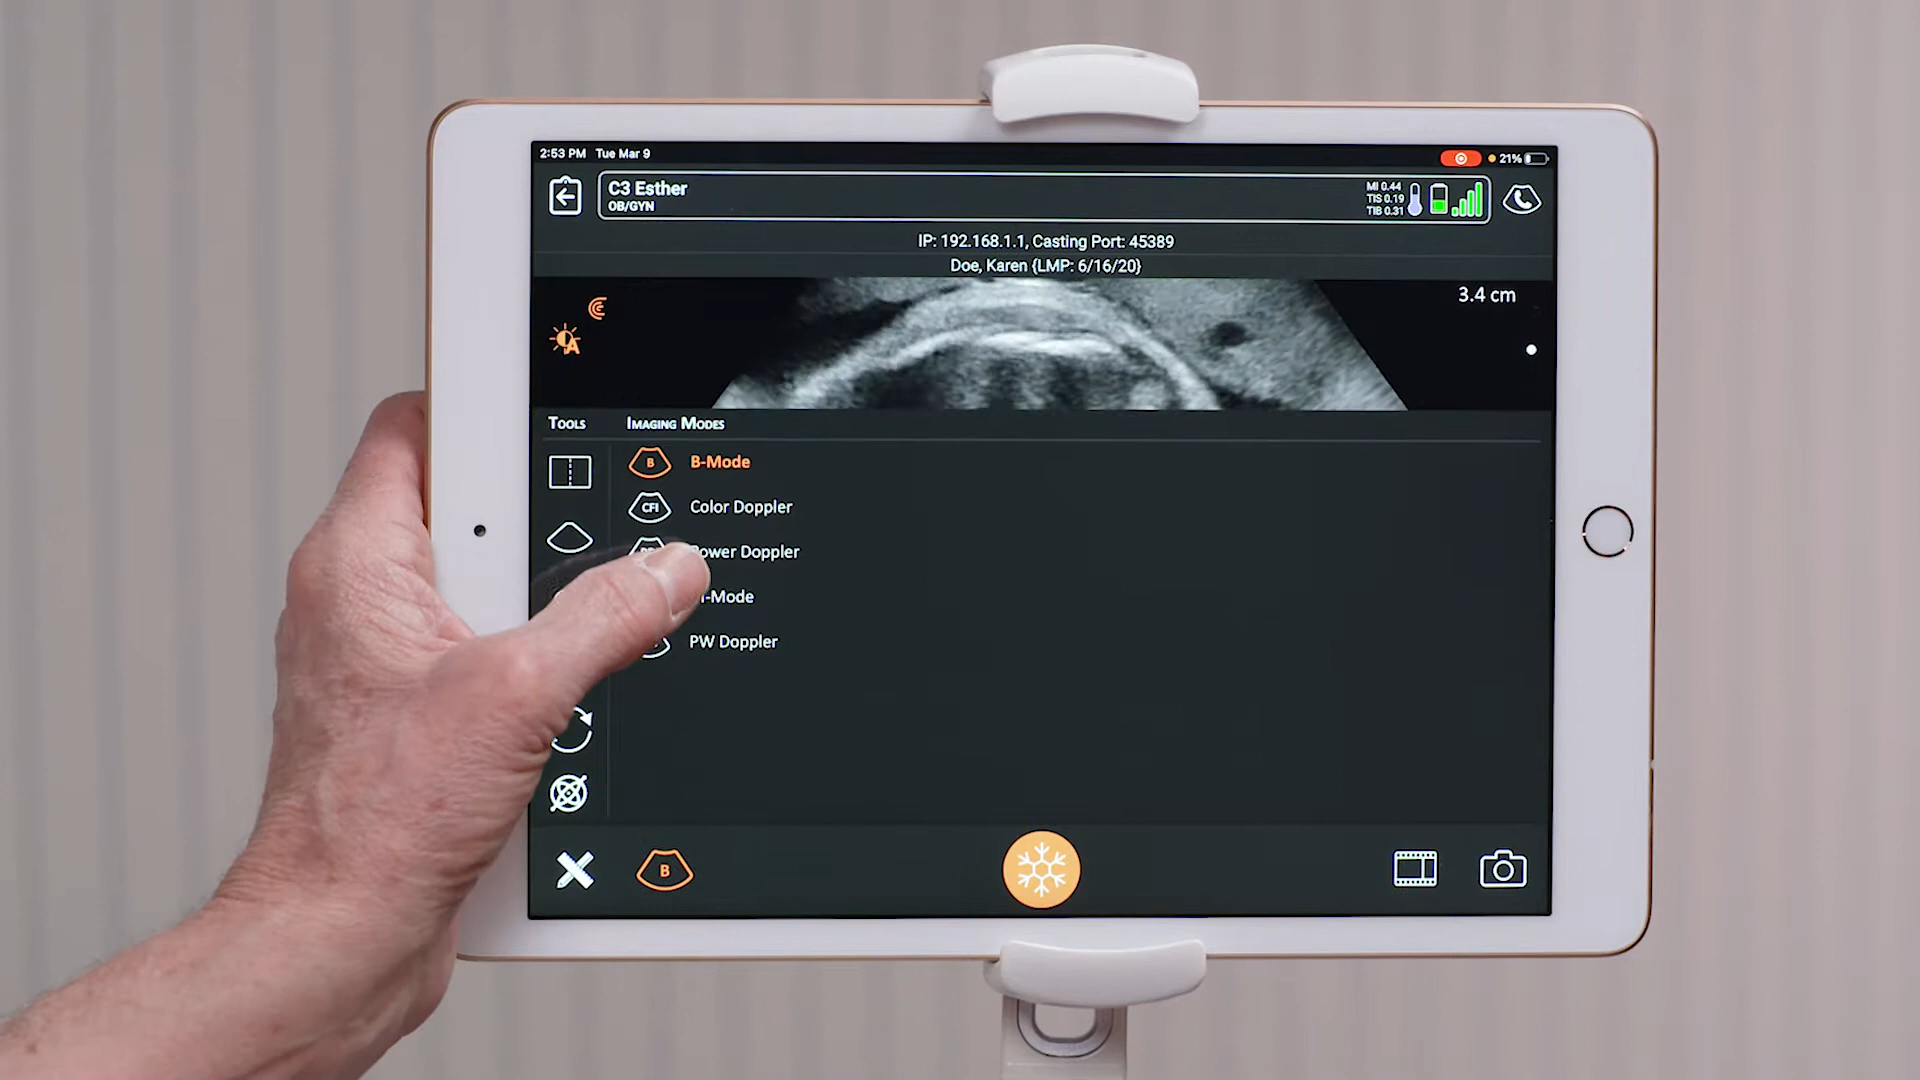 2:53 PM Tue Mar 9
21%
C3 Esther
OB/GYN
MI 0.44
TIS 0.19
TIB 0.31
IP: 192.168.1.1, Casting Port: 45389
Doe, Karen {LMP: 6/16/20}
3.4 cm
A
TOOLS
IMAGING MODES
B B-Mode
CFI Color Doppler
ower Doppler
-Mode
PW Doppler
B